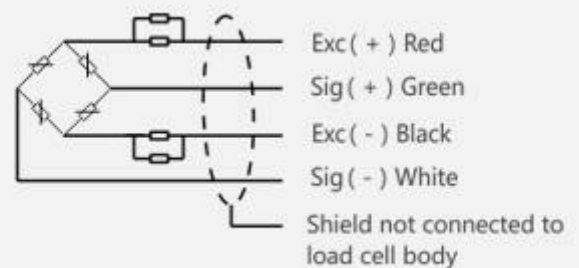 Exc( + ) Red
Sig( + ) Green
Exc( - ) Black
Sig( - ) White
Shield not connected to
load cell body